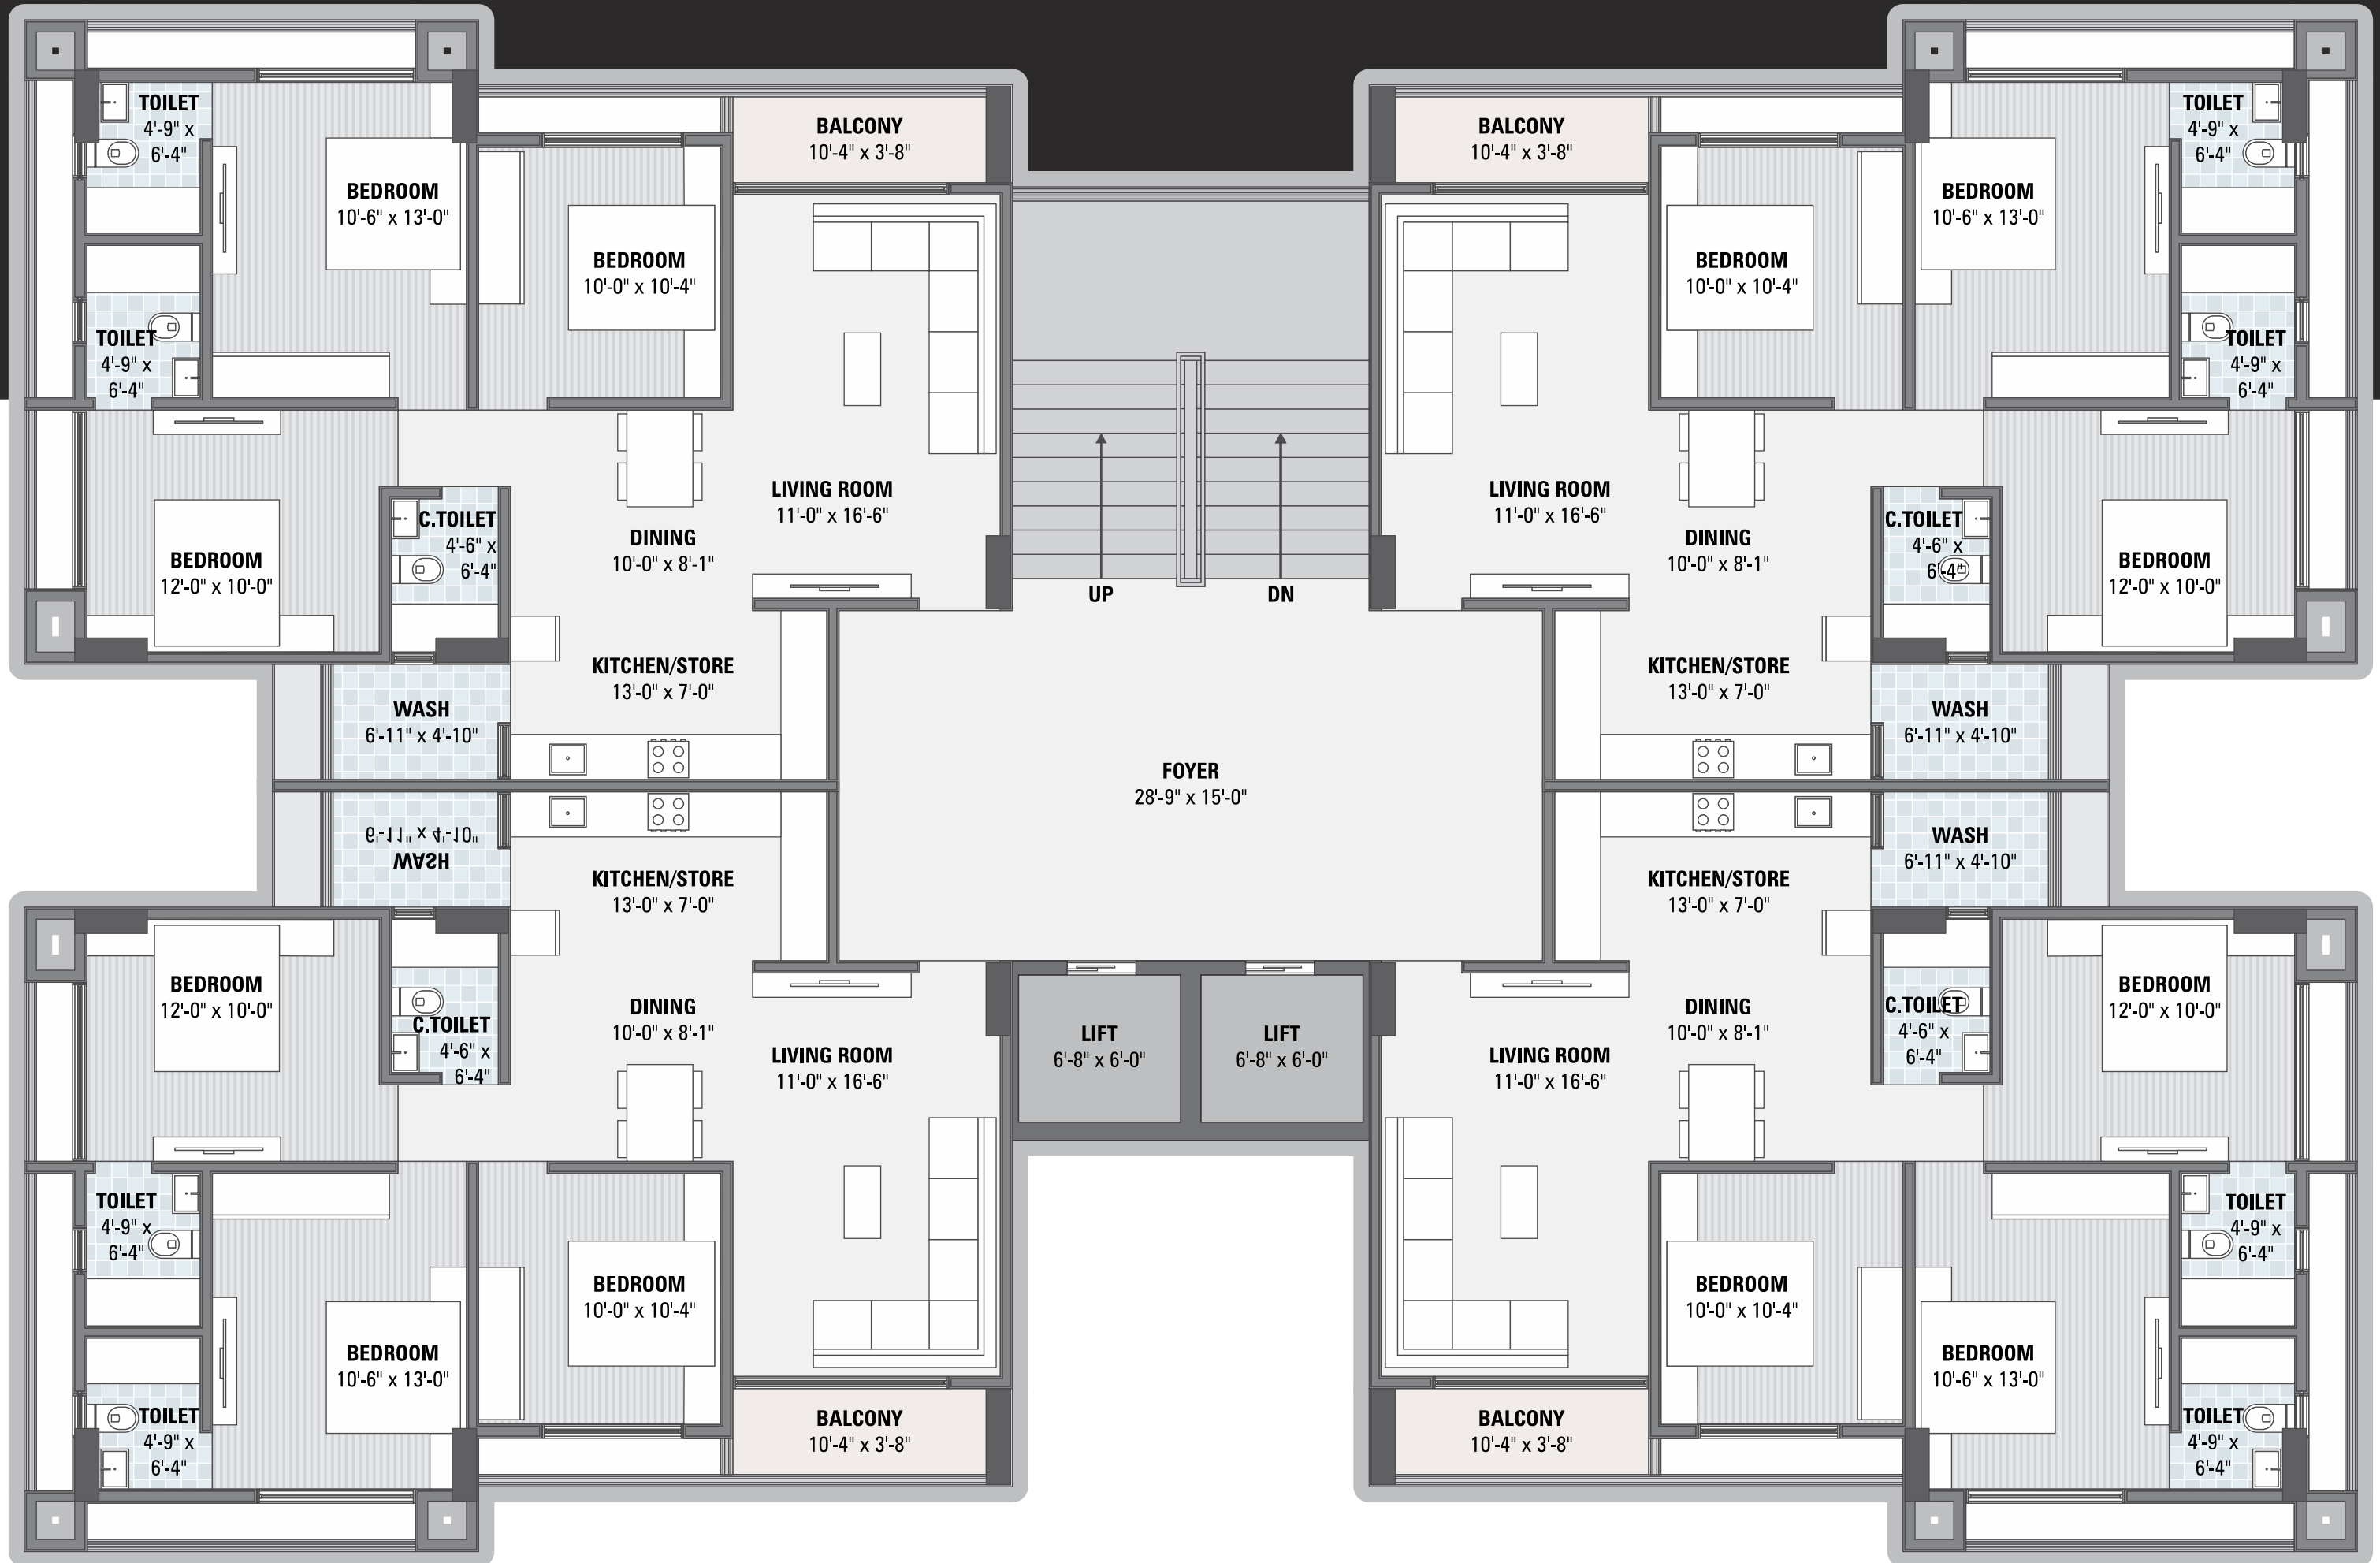 TOILET
4'-9" x
6'-4"
BEDROOM
10'-6" x 13'-0"
BEDROOM
10'-0" x 10'-4"
BALCONY
10'-4" x 3'-8"
TOILET
4'-9" x
6'-4"
LIVING ROOM
11'-0" x 16'-6"
DINING
10'-0" x 8'-1"
C.TOILET
4'-6" x
6'-4"
BEDROOM
12'-0" x 10'-0"
KITCHEN/STORE
13'-0" x 7'-0"
WASH
6'-11" x 4'-10"
BALCONY
10'-4" x 3'-8"
BEDROOM
10'-0" x 10'-4"
BEDROOM
10'-6" x 13'-0"
TOILET
4'-9" x
6'-4"
TOILET
4'-9" x
6'-4"
LIVING ROOM
11'-0" x 16'-6"
DINING
10'-0" x 8'-1"
C.TOILET
4'-6" x
6'-4"
BEDROOM
12'-0" x 10'-0"
KITCHEN/STORE
13'-0" x 7'-0"
WASH
6'-11" x 4'-10"
UP
DN
FOYER
28'-9" x 15'-0"
LIFT
6'-8" x 6'-0"
LIFT
6'-8" x 6'-0"
6'-11" x 4'-10"
WASH
KITCHEN/STORE
13'-0" x 7'-0"
BEDROOM
12'-0" x 10'-0"
C.TOILET
4'-6" x
6'-4"
DINING
10'-0" x 8'-1"
LIVING ROOM
11'-0" x 16'-6"
TOILET
4'-9" x
6'-4"
BEDROOM
10'-6" x 13'-0"
BEDROOM
10'-0" x 10'-4"
TOILET
4'-9" x
6'-4"
BALCONY
10'-4" x 3'-8"
KITCHEN/STORE
13'-0" x 7'-0"
WASH
6'-11" x 4'-10"
LIVING ROOM
11'-0" x 16'-6"
DINING
10'-0" x 8'-1"
C.TOILET
4'-6" x
6'-4"
BEDROOM
12'-0" x 10'-0"
BEDROOM
10'-0" x 10'-4"
BEDROOM
10'-6" x 13'-0"
TOILET
4'-9" x
6'-4"
TOILET
4'-9" x
6'-4"
BALCONY
10'-4" x 3'-8"